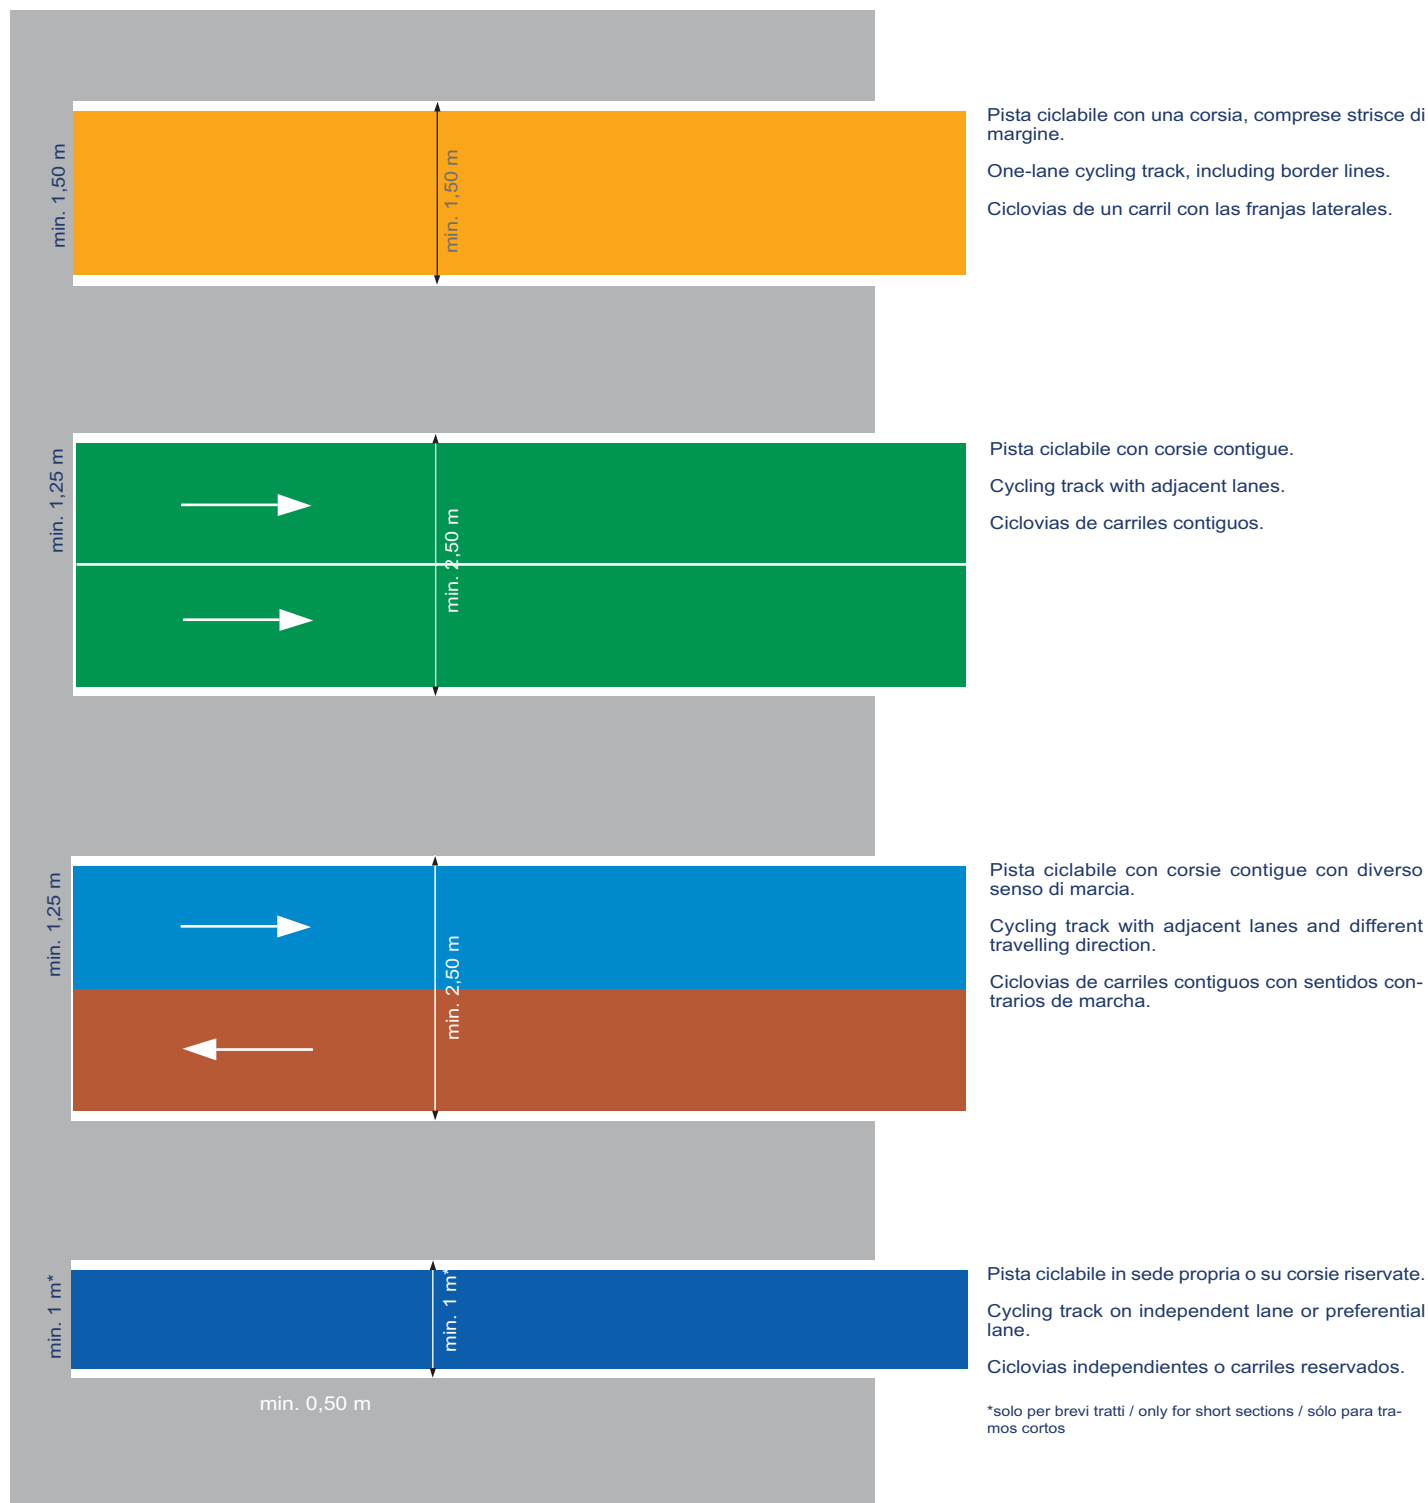 min. 1,50 m
min. 1,50 m
Pista ciclabile con una corsia, comprese strisce di
margine.
One-lane cycling track, including border lines.
Ciclovias de un carril con las franjas laterales.
min. 1,25 m
min. 2,50 m
Pista ciclabile con corsie contigue.
Cycling track with adjacent lanes.
Ciclovias de carriles contiguos.
min. 1,25 m
min. 2,50 m
Pista ciclabile con corsie contigue con diverso
senso di marcia.
Cycling track with adjacent lanes and different
travelling direction.
Ciclovias de carriles contiguos con sentidos con-
trarios de marcha.
min. 1 m*
min. 1 m*
Pista ciclabile in sede propria o su corsie riservate.
Cycling track on independent lane or preferential
lane.
Ciclovias independientes o carriles reservados.
min. 0,50 m
*solo per brevi tratti / only for short sections / sólo para tra-
mos cortos